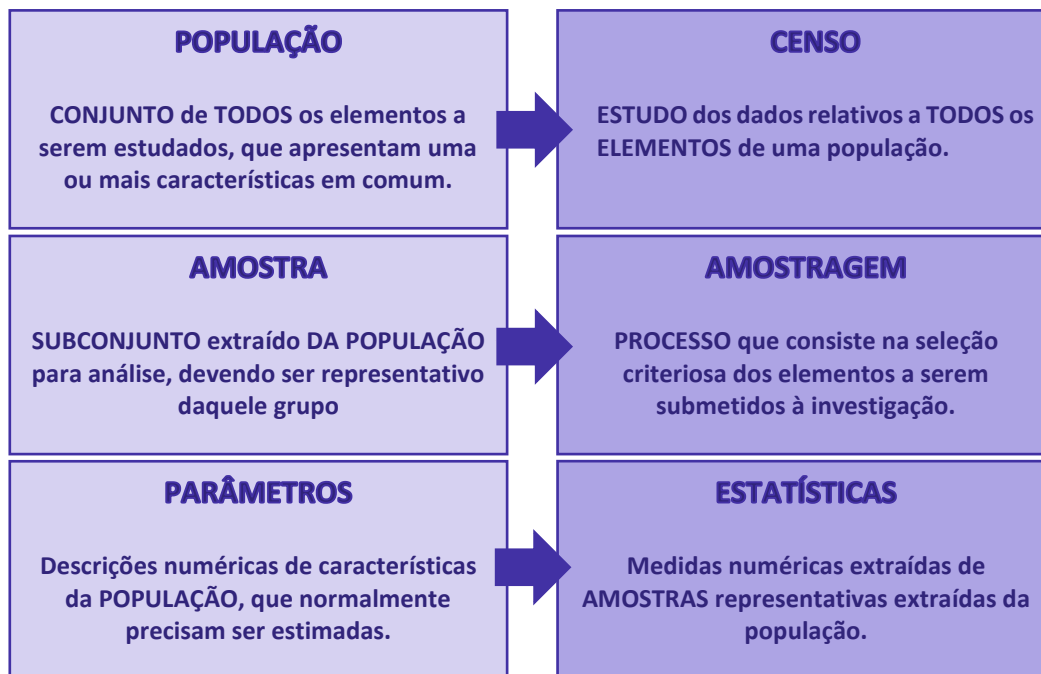 POPULAÇÃO
CONJUNTO de TODOS os elementos a
serem estudados, que apresentam uma
ou mais características em comum.
CENSO
ESTUDO dos dados relativos a TODOS os
ELEMENTOS de uma população.
AMOSTRA
SUBCONJUNTO extraído DA POPULAÇÃO
para análise, devendo ser representativo
daquele grupo
AMOSTRAGEM
PROCESSO que consiste na seleção
criteriosa dos elementos a serem
submetidos à investigação.
PARÂMETROS
Descrições numéricas de características
da POPULAÇÃO, que normalmente
precisam ser estimadas.
ESTATÍSTICAS
Medidas numéricas extraídas de
AMOSTRAS representativas extraídas da
população.